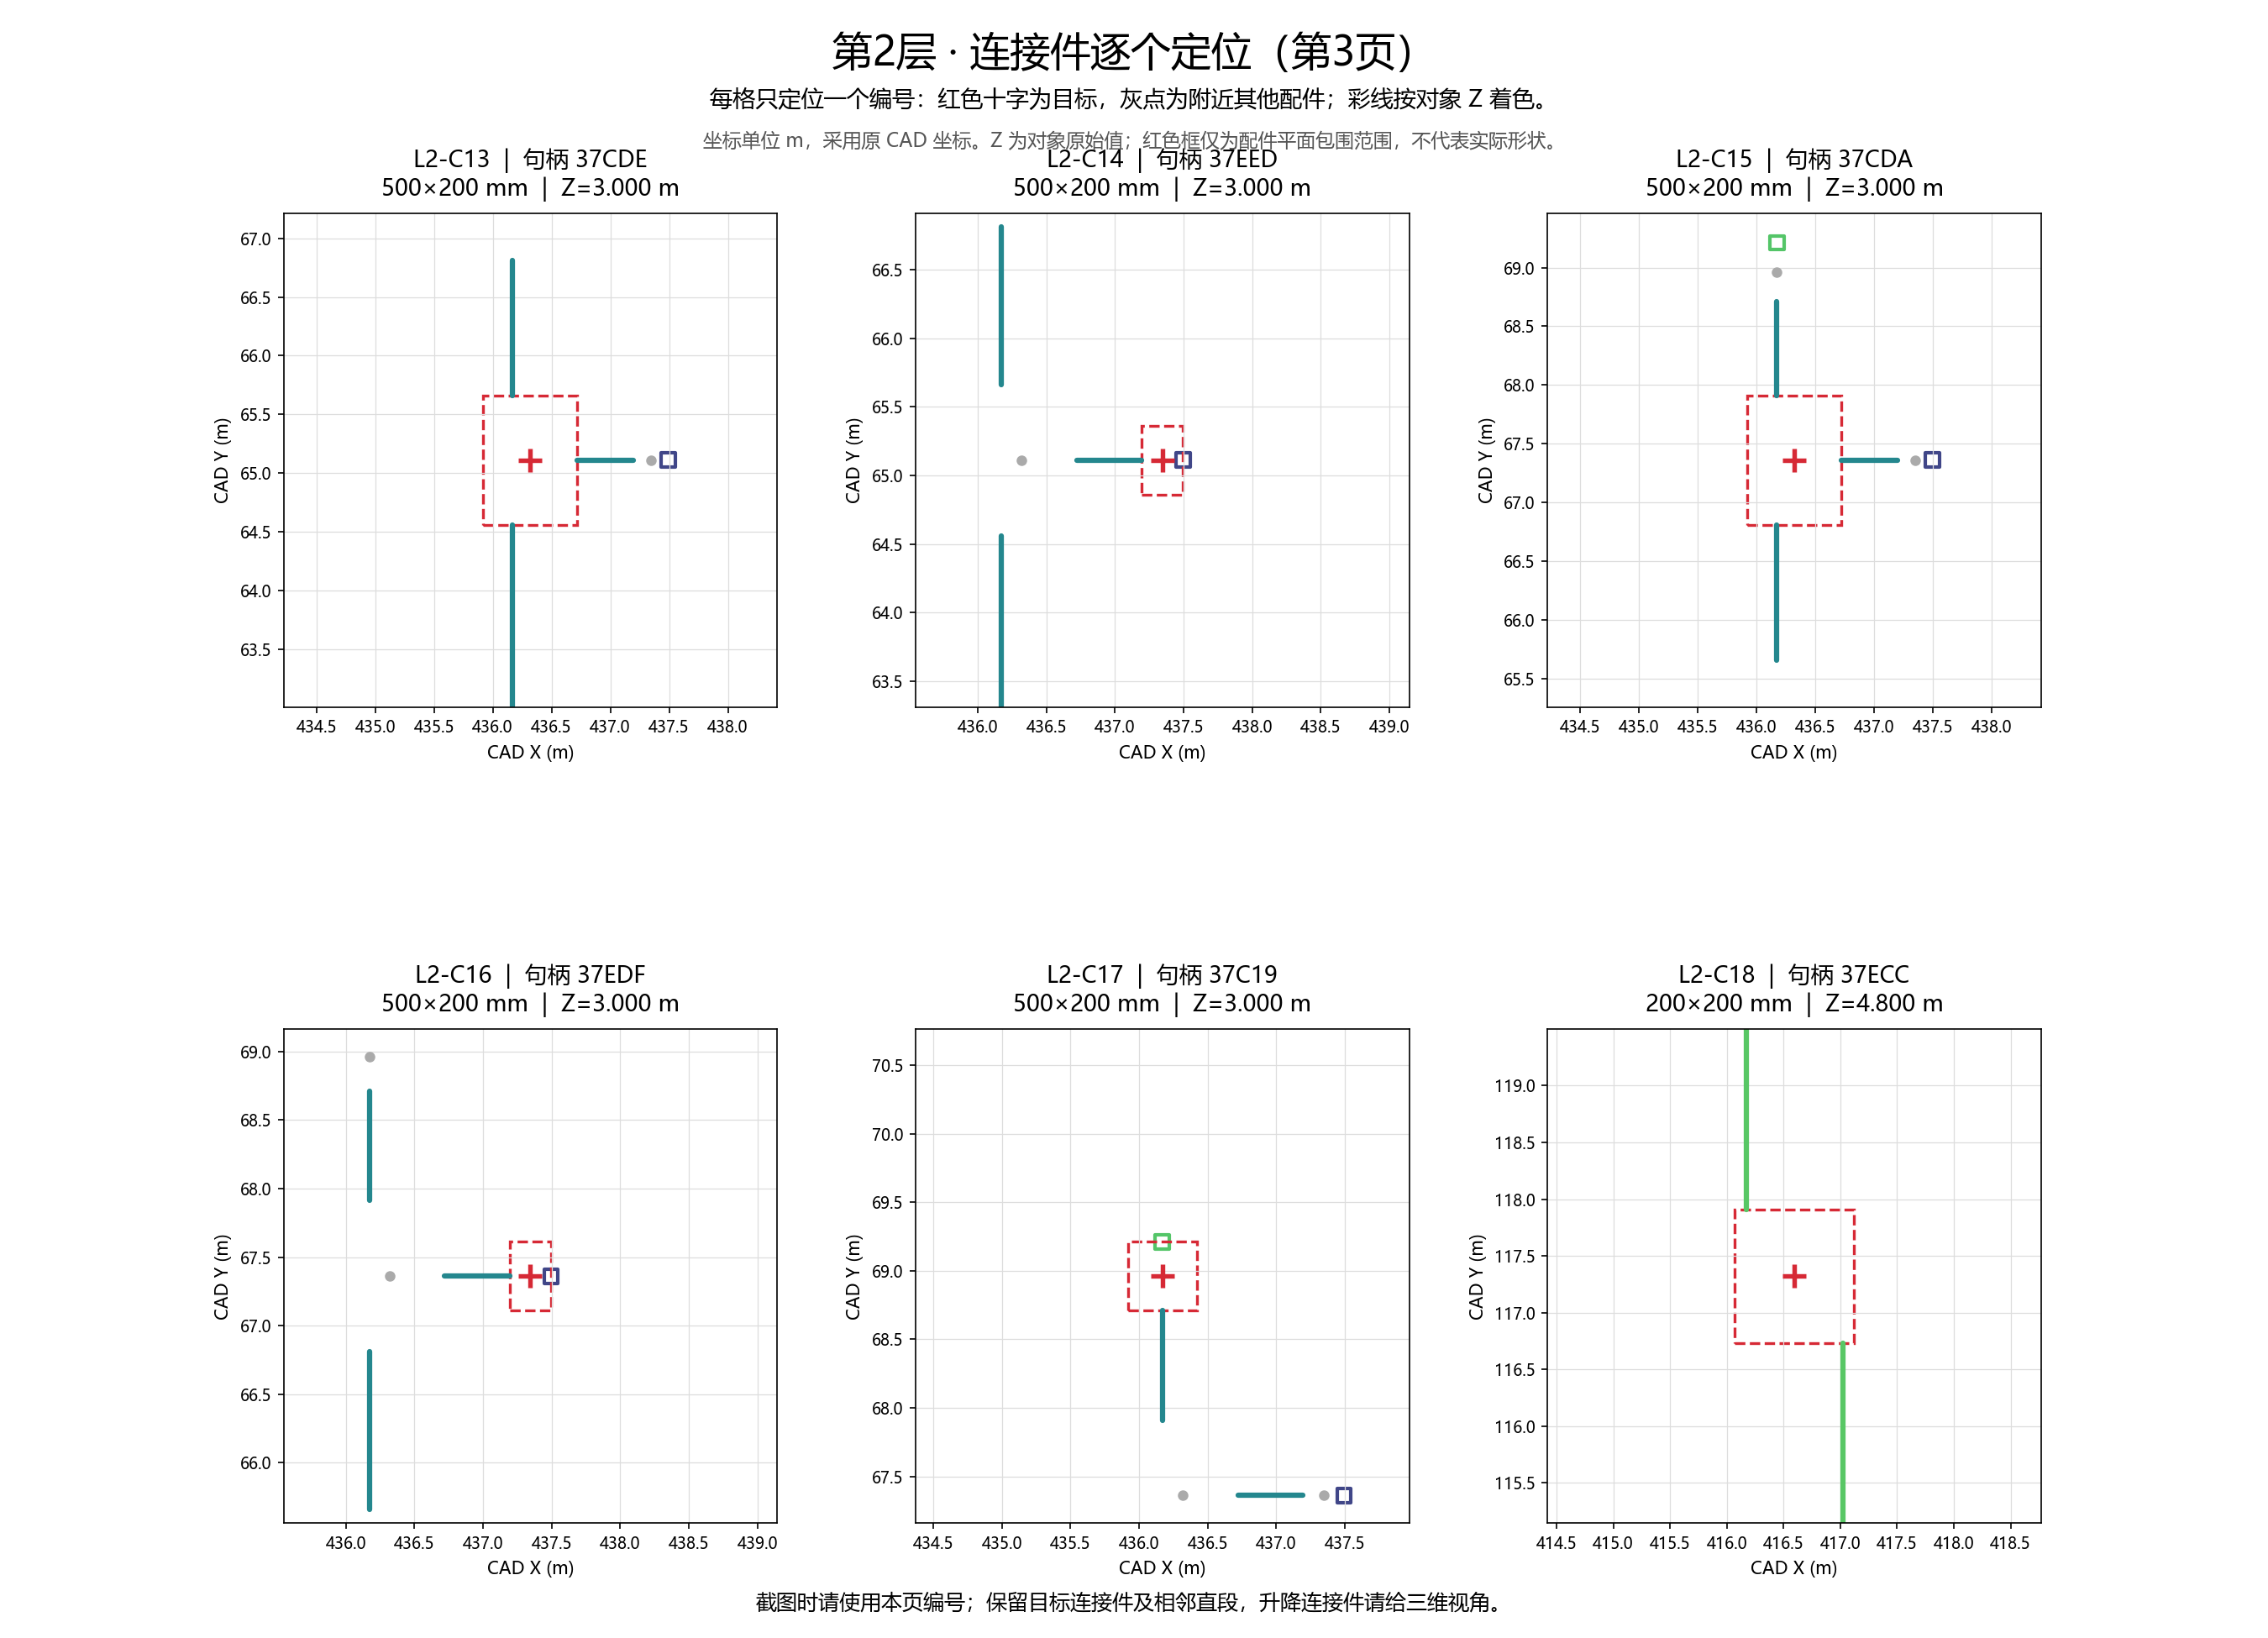 第2层 · 连接件逐个定位（第3页）
每格只定位一个编号：红色十字为目标，灰点为附近其他配件；彩线按对象 Z 着色。
坐标单位 m，采用原 CAD 坐标。Z 为对象原始值；红色框仅为配件平面包围范围，不代表实际形状。
L2-C13 | 句柄 37CDE
500×200 mm | Z=3.000 m
67.0
66.5
66.0
65.5
65.0
64.5
64.0
63.5
CAD Y (m)
434.5 435.0 435.5 436.0 436.5 437.0 437.5 438.0
CAD X (m)
L2-C14 | 句柄 37EED
500×200 mm | Z=3.000 m
66.5
66.0
65.5
65.0
64.5
64.0
63.5
CAD Y (m)
436.0 436.5 437.0 437.5 438.0 438.5 439.0
CAD X (m)
L2-C15 | 句柄 37CDA
500×200 mm | Z=3.000 m
69.0
68.5
68.0
67.5
67.0
66.5
66.0
65.5
CAD Y (m)
434.5 435.0 435.5 436.0 436.5 437.0 437.5 438.0
CAD X (m)
L2-C16 | 句柄 37EDF
500×200 mm | Z=3.000 m
69.0
68.5
68.0
67.5
67.0
66.5
66.0
CAD Y (m)
436.0 436.5 437.0 437.5 438.0 438.5 439.0
CAD X (m)
L2-C17 | 句柄 37C19
500×200 mm | Z=3.000 m
70.5
70.0
69.5
69.0
68.5
68.0
67.5
CAD Y (m)
434.5 435.0 435.5 436.0 436.5 437.0 437.5
CAD X (m)
L2-C18 | 句柄 37ECC
200×200 mm | Z=4.800 m
119.0
118.5
118.0
117.5
117.0
116.5
116.0
115.5
CAD Y (m)
414.5 415.0 415.5 416.0 416.5 417.0 417.5 418.0 418.5
CAD X (m)
截图时请使用本页编号；保留目标连接件及相邻直段，升降连接件请给三维视角。